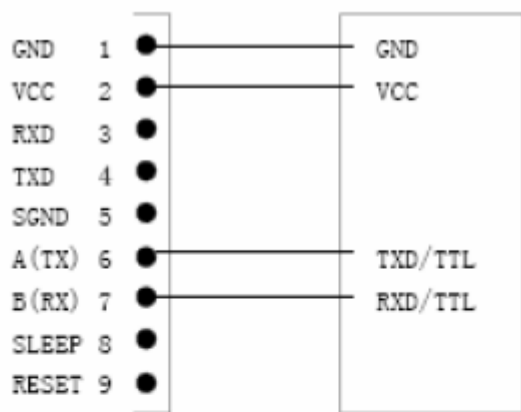 GND 1 GND
VCC 2 VCC
RXD 3
TXD 4
SGND 5
A(TX) 6 TXD/TTL
B(RX) 7 RXD/TTL
SLEEP 8
RESET 9